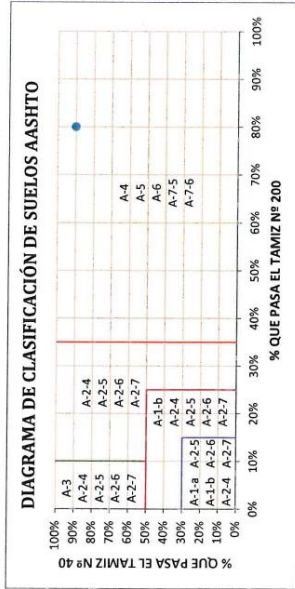 DIAGRAMA DE CLASIFICACIÓN DE SUELOS AASHTO
% QUE PASA EL TAMIZ Nº 40
100%
90%
80%
70%
60%
50%
40%
30%
20%
10%
0%
A-3
A-2-4
A-2-5
A-2-6
A-2-7
A-2-4
A-2-5
A-2-6
A-2-7
A-1-b
A-2-4
A-2-5
A-2-6
A-2-7
A-1-a A-2-5
A-1-b A-2-6
A-2-4 A-2-7
A-4
A-5
A-6
A-7-5
A-7-6
0% 10% 20% 30% 40% 50% 60% 70% 80% 90% 100%
% QUE PASA EL TAMIZ Nº 200